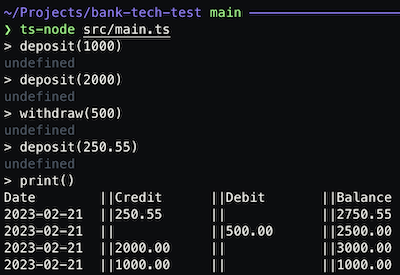 ~/Projects/bank-tech-test main
❯ ts-node src/main.ts
> deposit(1000)
undefined
> deposit(2000)
undefined
> withdraw(500)
undefined
> deposit(250.55)
undefined
> print()
Date ||Credit ||Debit ||Balance
2023-02-21 ||250.55 || ||2750.55
2023-02-21 || ||500.00 ||2500.00
2023-02-21 ||2000.00 || ||3000.00
2023-02-21 ||1000.00 || ||1000.00